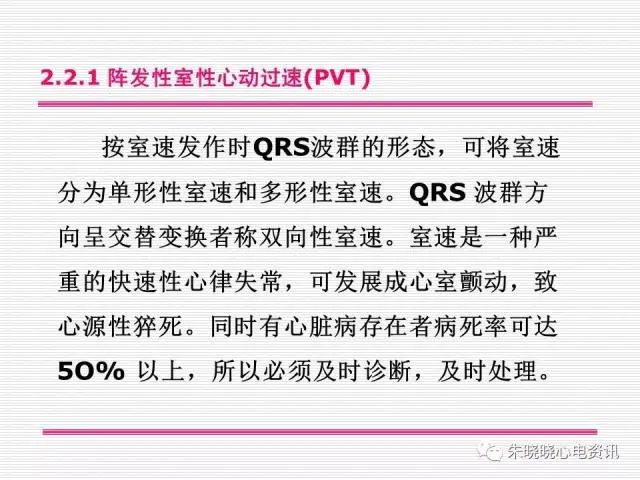 2.2.1 阵发性室性心动过速(PVT)
按室速发作时QRS波群的形态，可将室速
分为单形性室速和多形性室速。QRS 波群方
向呈交替变换者称双向性室速。室速是一种严
重的快速性心律失常，可发展成心室颤动，致
心源性猝死。同时有心脏病存在者病死率可达
5O% 以上，所以必须及时诊断，及时处理。
朱晓晓心电资讯